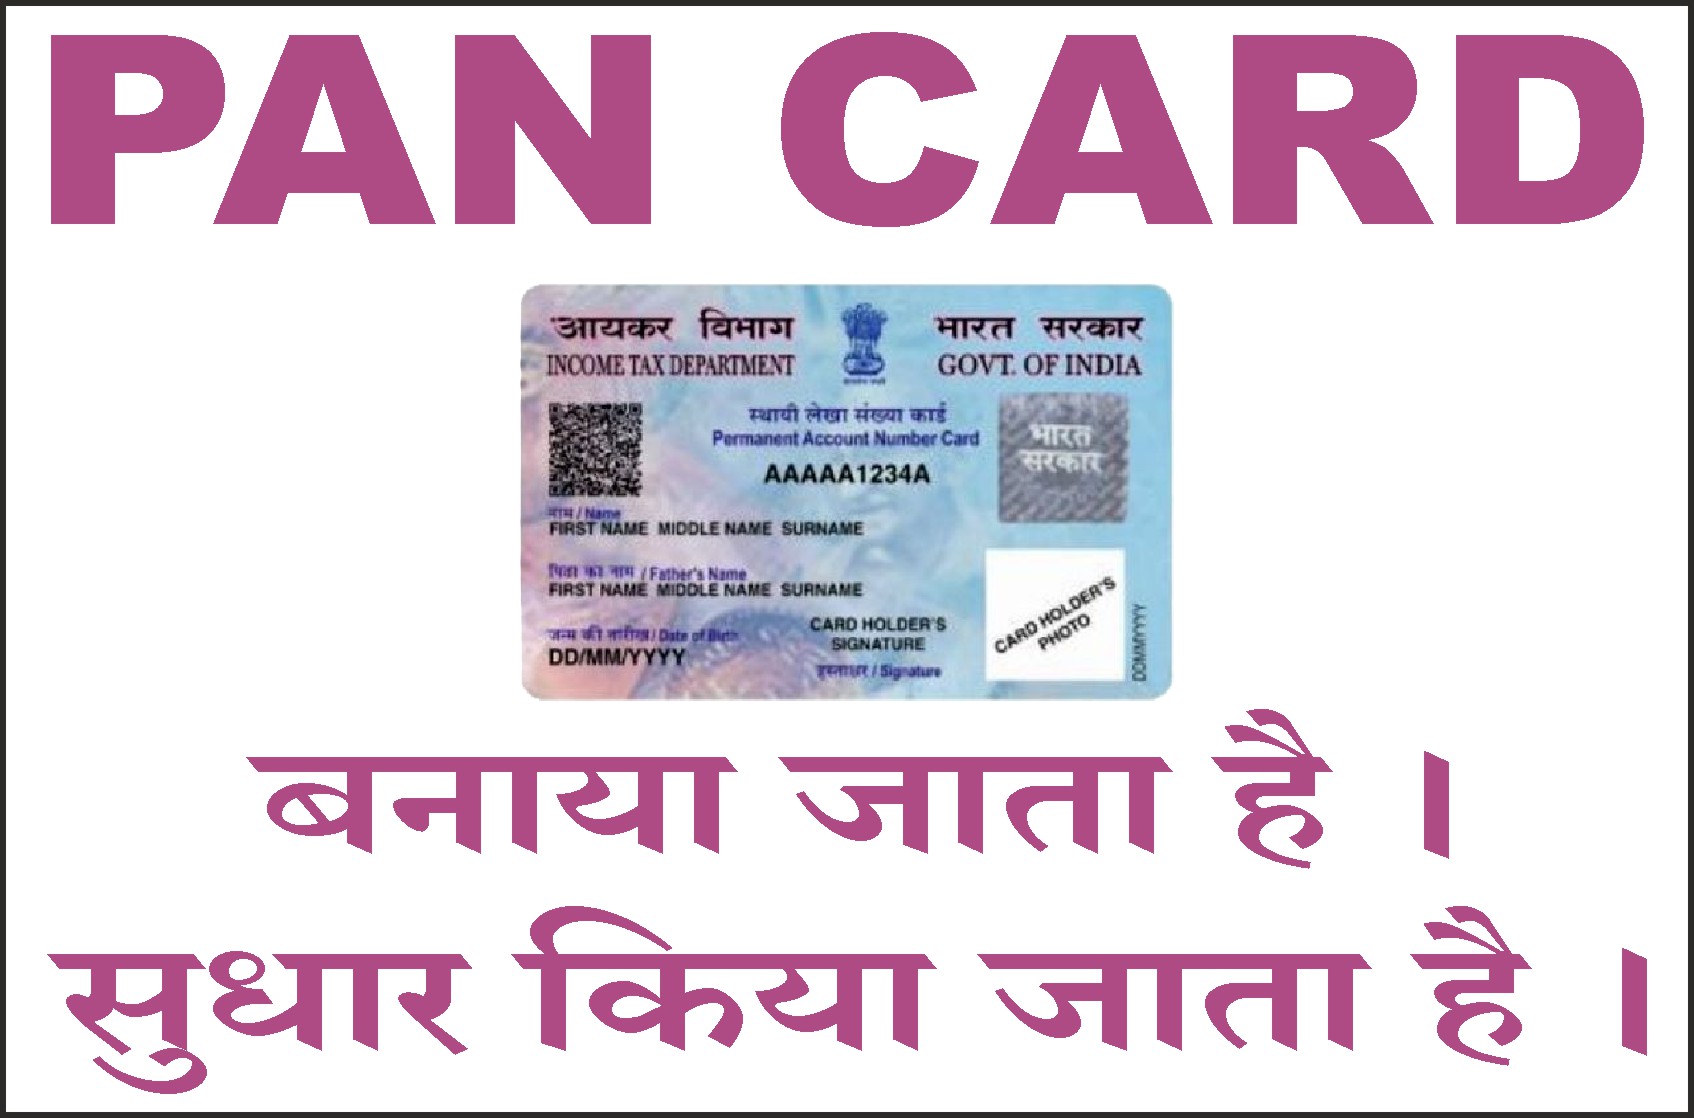 PAN CARD
आयकर विभाग
INCOME TAX DEPARTMENT
भारत सरकार
GOVT. OF INDIA
स्थायी लेखा संख्या कार्ड
Permanent Account Number Card
AAAAA1234A
भारत
सरकार
नाम / Name
FIRST NAME MIDDLE NAME SURNAME
पिता का नाम / Father's Name
FIRST NAME MIDDLE NAME SURNAME
जन्म की तारीख / Date of Birth
DD/MM/YYYY
CARD HOLDER'S
SIGNATURE
हस्ताक्षर / Signature
CARD HOLDER'S
PHOTO
DDMMYYYY
बनाया जाता है ।
सुधार किया जाता है ।